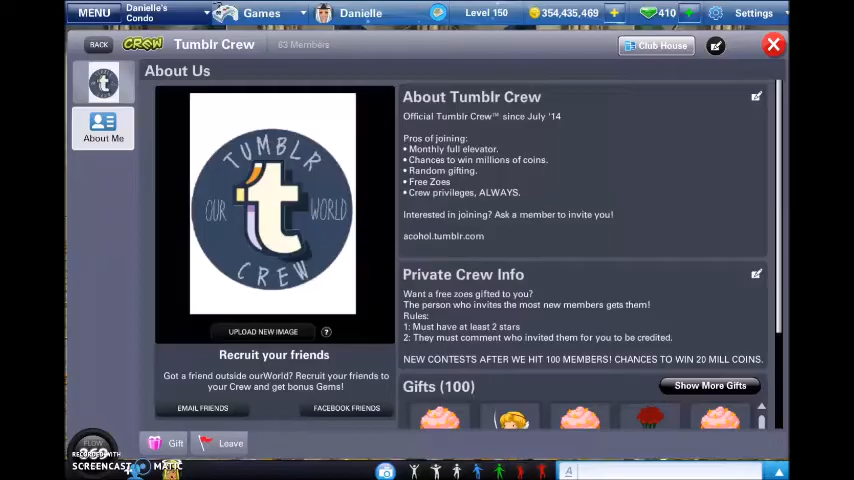 MENU
Danielle's
Condo
Games
Danielle
Level 150
354,435,469
410
Settings
BACK
CREW
Tumblr Crew
63 Members
Club House
About Us
About Me
TUMBLR
t
OUR WORLD
CREW
UPLOAD NEW IMAGE
?
Recruit your friends
Got a friend outside ourWorld? Recruit your friends to
your Crew and get bonus Gems!
EMAIL FRIENDS
FACEBOOK FRIENDS
About Tumblr Crew
Official Tumblr Crew™ since July '14
Pros of joining:
• Monthly full elevator.
• Chances to win millions of coins.
• Random gifting.
• Free Zoes
• Crew privileges, ALWAYS.
Interested in joining? Ask a member to invite you!
acohol.tumblr.com
Private Crew Info
Want a free zoes gifted to you?
The person who invites the most new members gets them!
Rules:
1: Must have at least 2 stars
2: They must comment who invited them for you to be credited.
NEW CONTESTS AFTER WE HIT 100 MEMBERS! CHANCES TO WIN 20 MILL COINS.
Gifts (100)
Show More Gifts
Gift
Leave
FLOW
RECORDED WITH
SCREENCAST MATIC